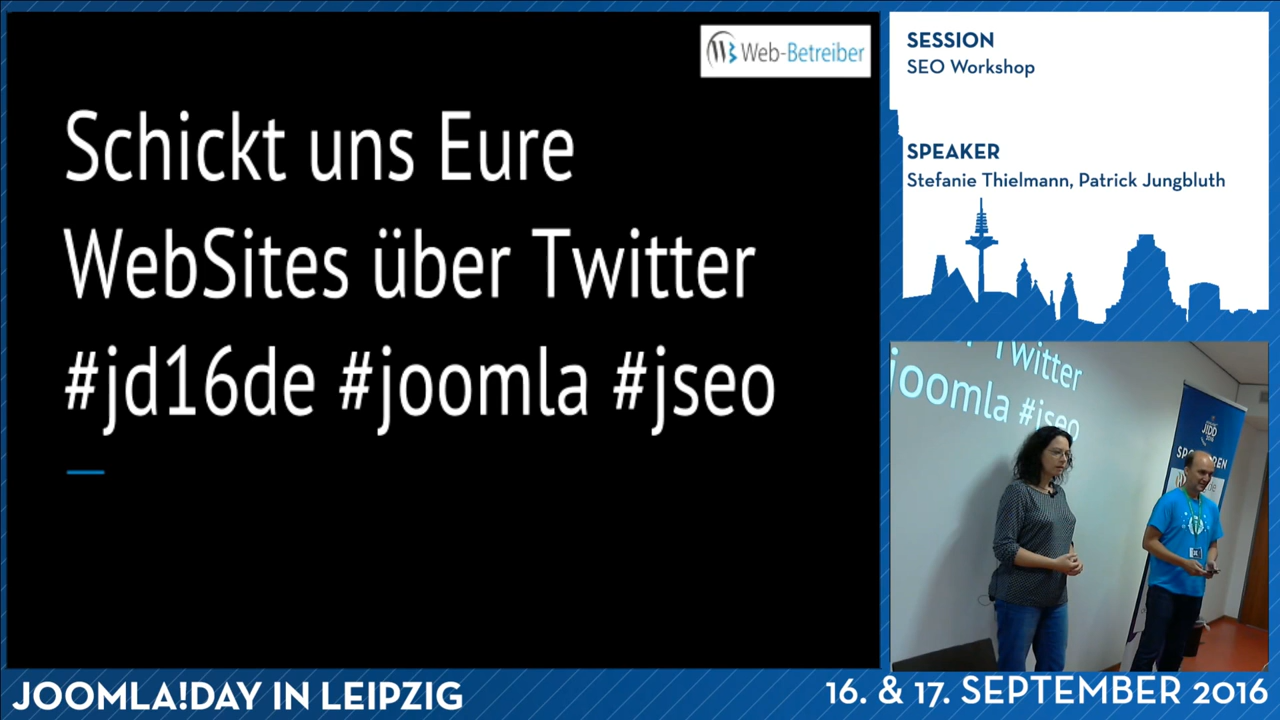 Web-Betreiber
Schickt uns Eure
WebSites über Twitter
#jd16de #joomla #jseo
SESSION
SEO Workshop
SPEAKER
Stefanie Thielmann, Patrick Jungbluth
Twitter
joomla #jseo
JOOMLA!DAY IN LEIPZIG
16. & 17. SEPTEMBER 2016